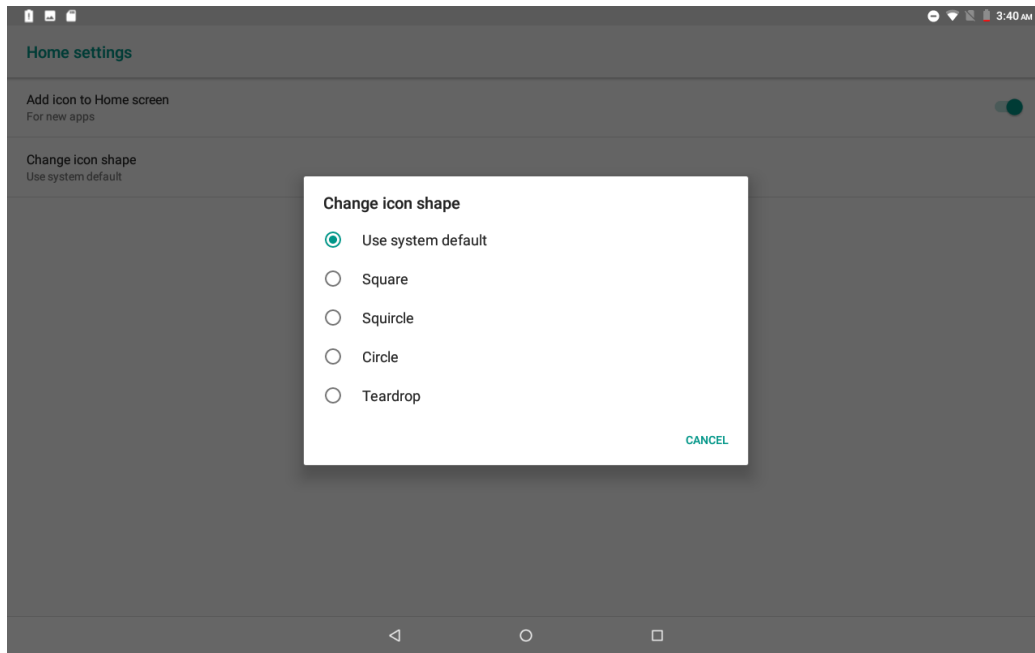 3:40 AM
Home settings
Add icon to Home screen
For new apps
Change icon shape
Use system default
Change icon shape
Use system default
Square
Squircle
Circle
Teardrop
CANCEL